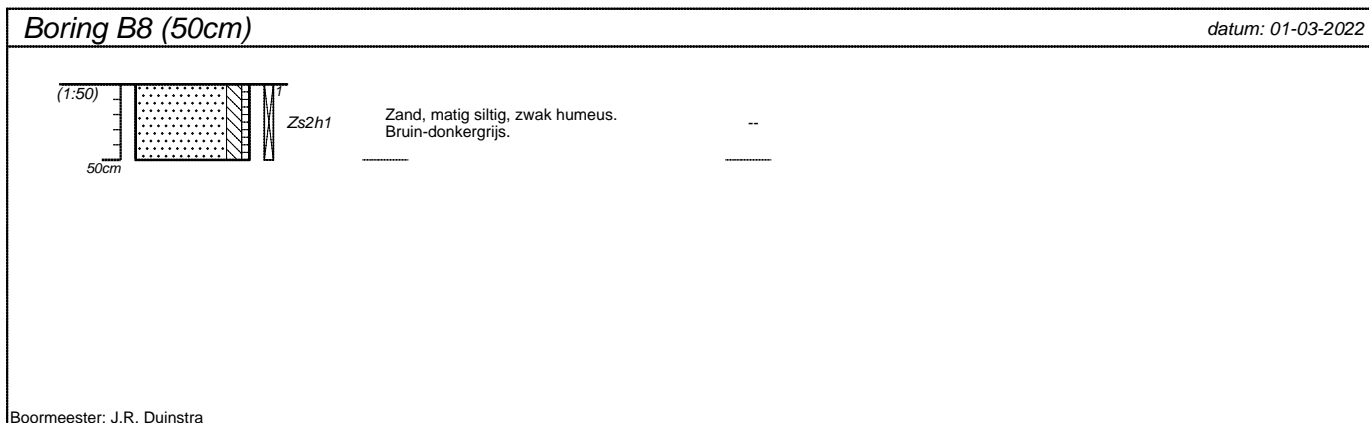 Boring B8 (50cm)
datum: 01-03-2022
(1:50)
1
Zs2h1
Zand, matig siltig, zwak humeus.
Bruin-donkergrijs.
--
50cm
Boormeester: J.R. Duinstra